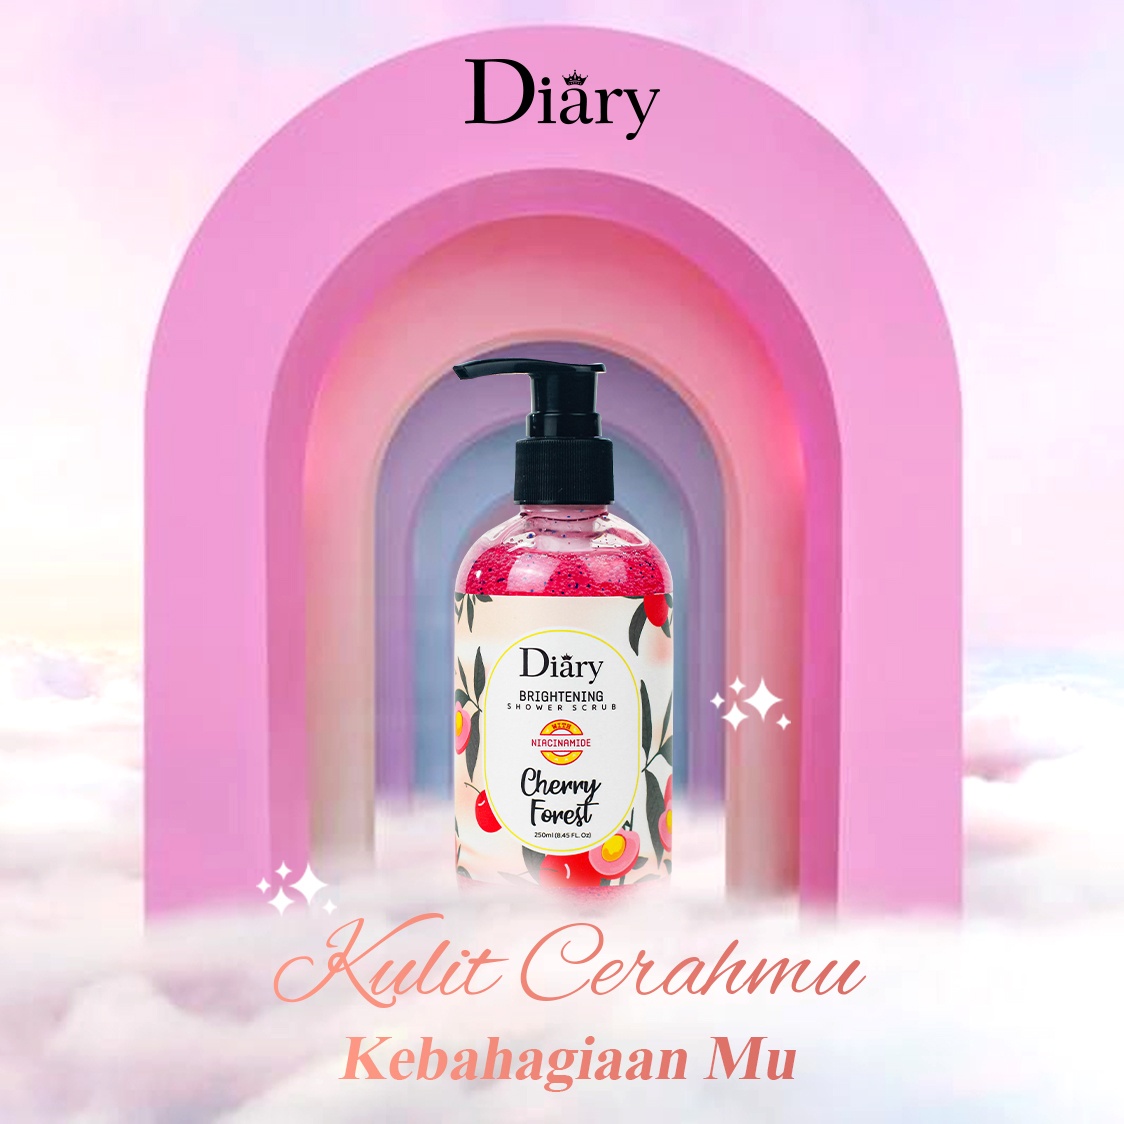 Diary
Diary
BRIGHTENING
SHOWER SCRUB
WITH
NIACINAMIDE
Cherry
Forest
250ml (8.45 FL. Oz)
Kulit Cerahmu
Kebahagiaan Mu